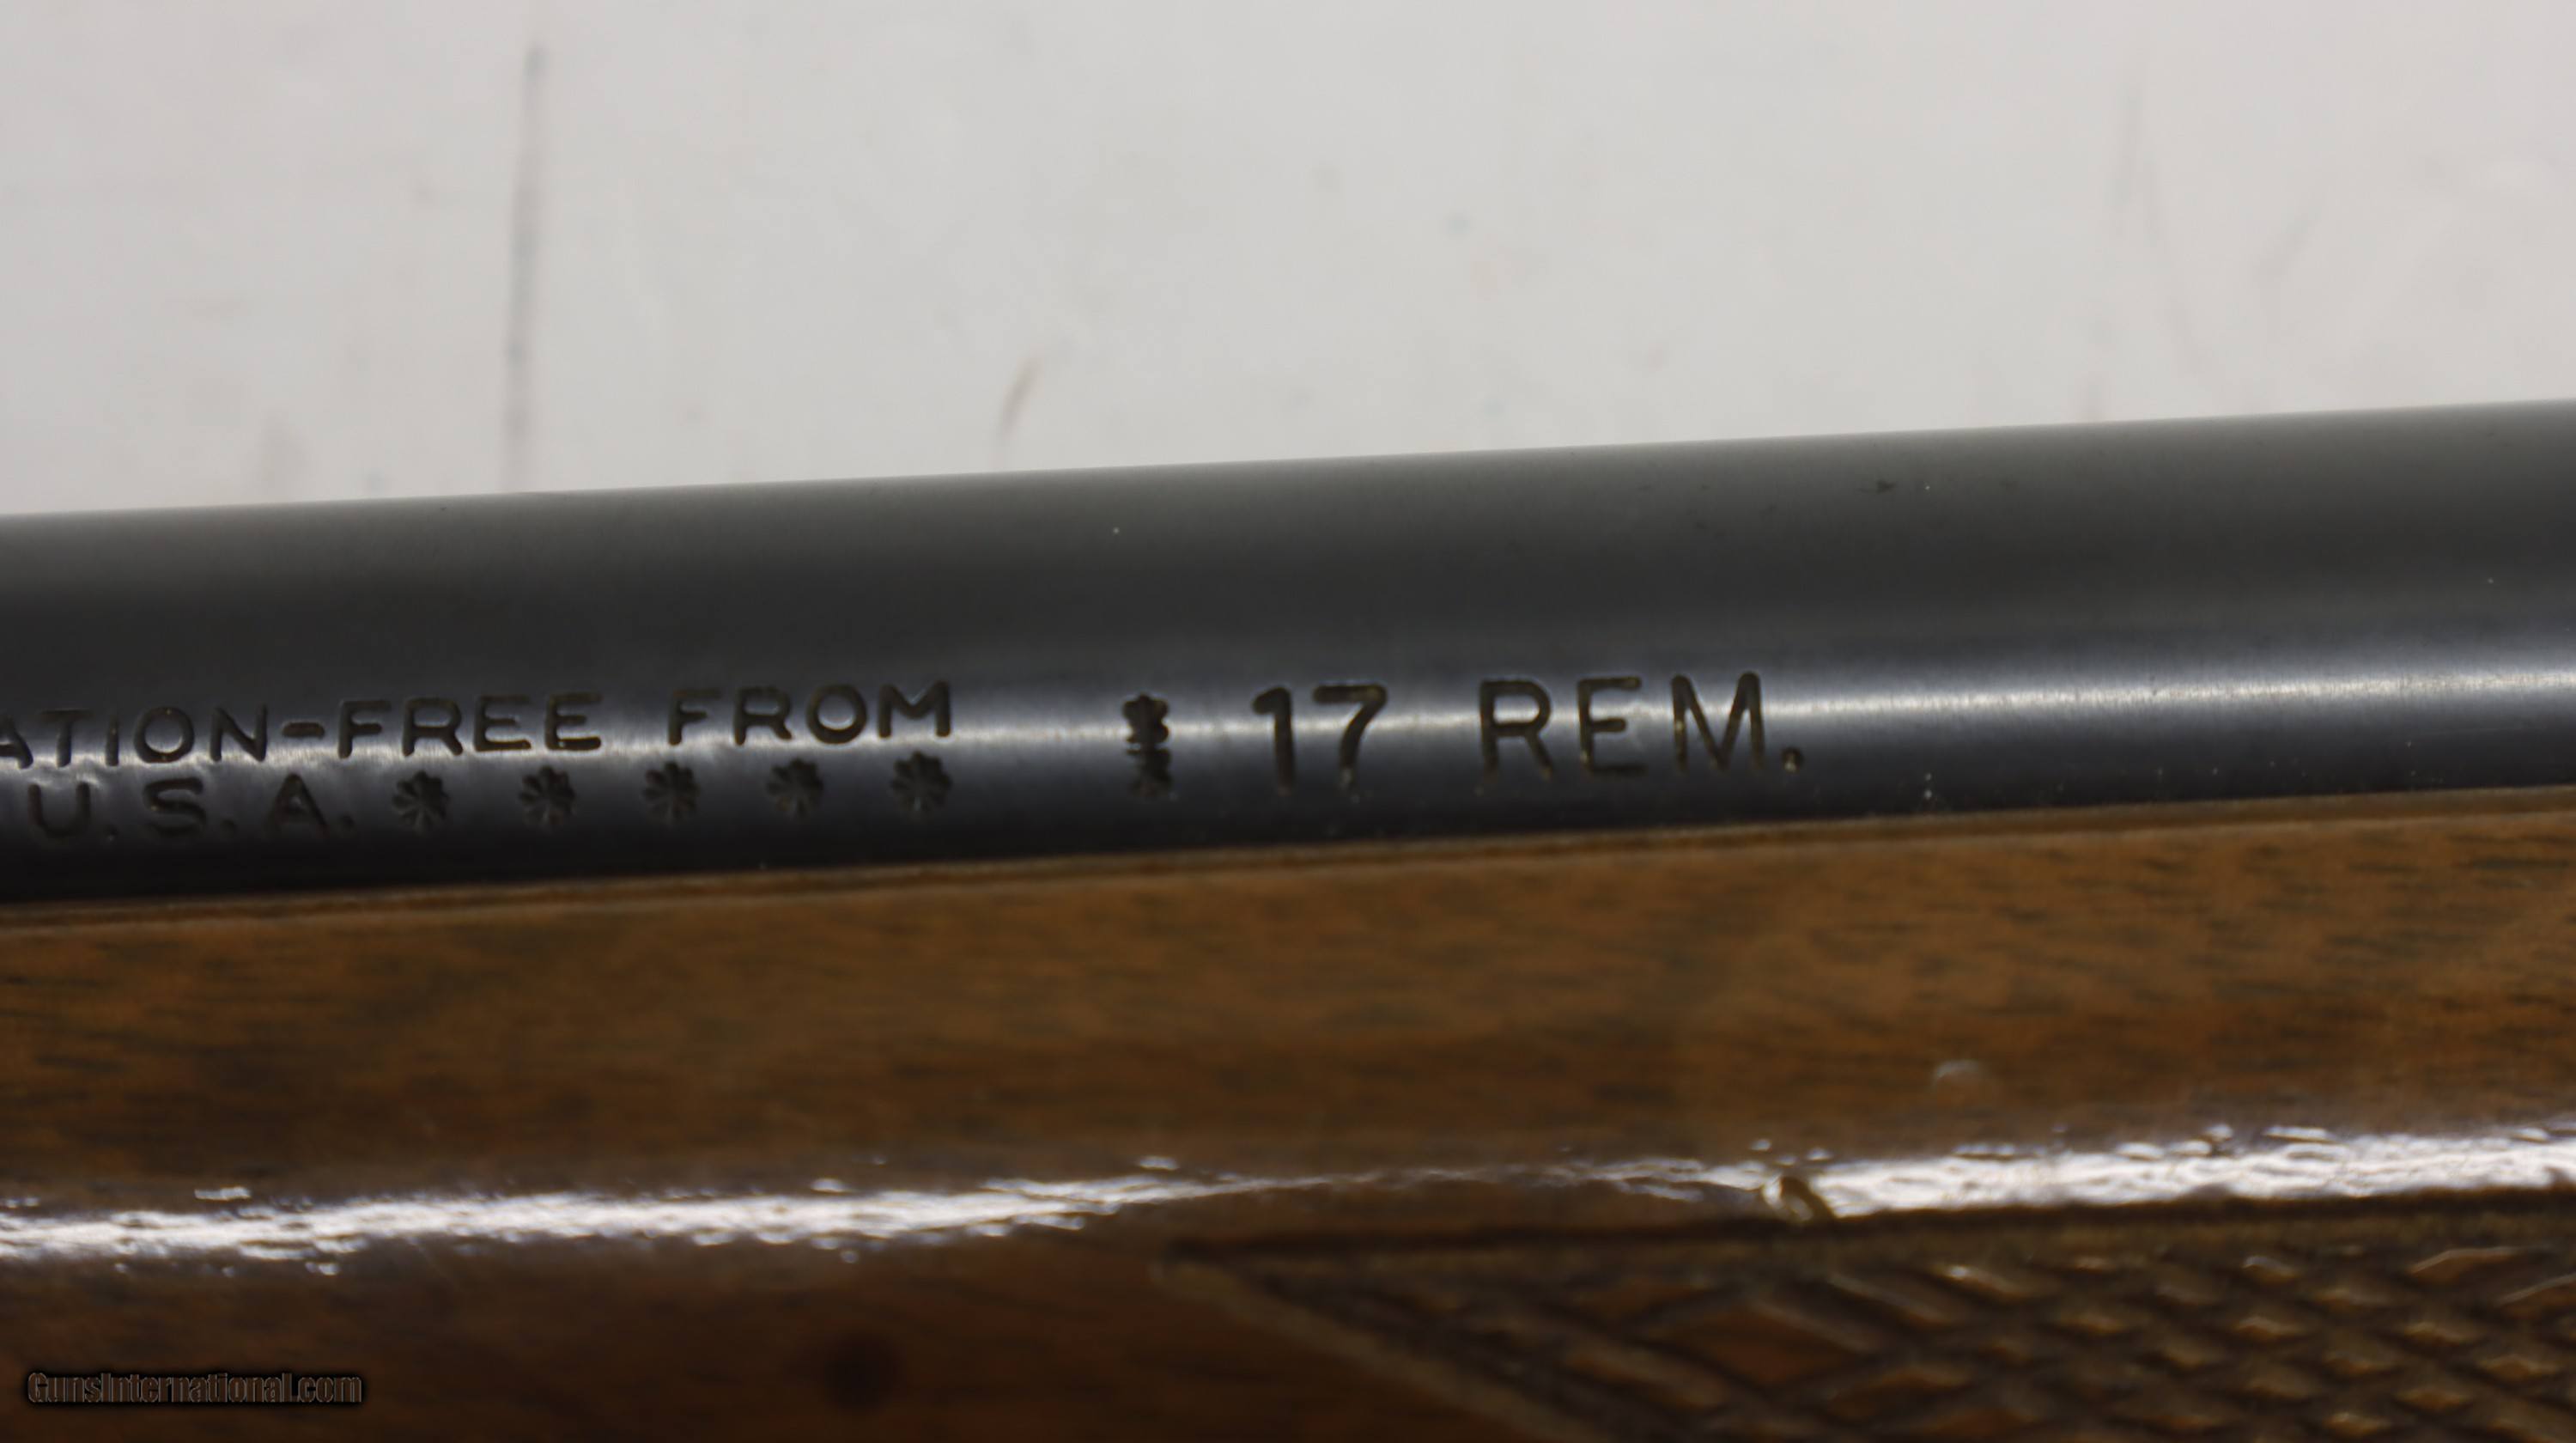 ATION-FREE FROM
U.S.A. * * * * *
17 REM.
GunsInternational.com